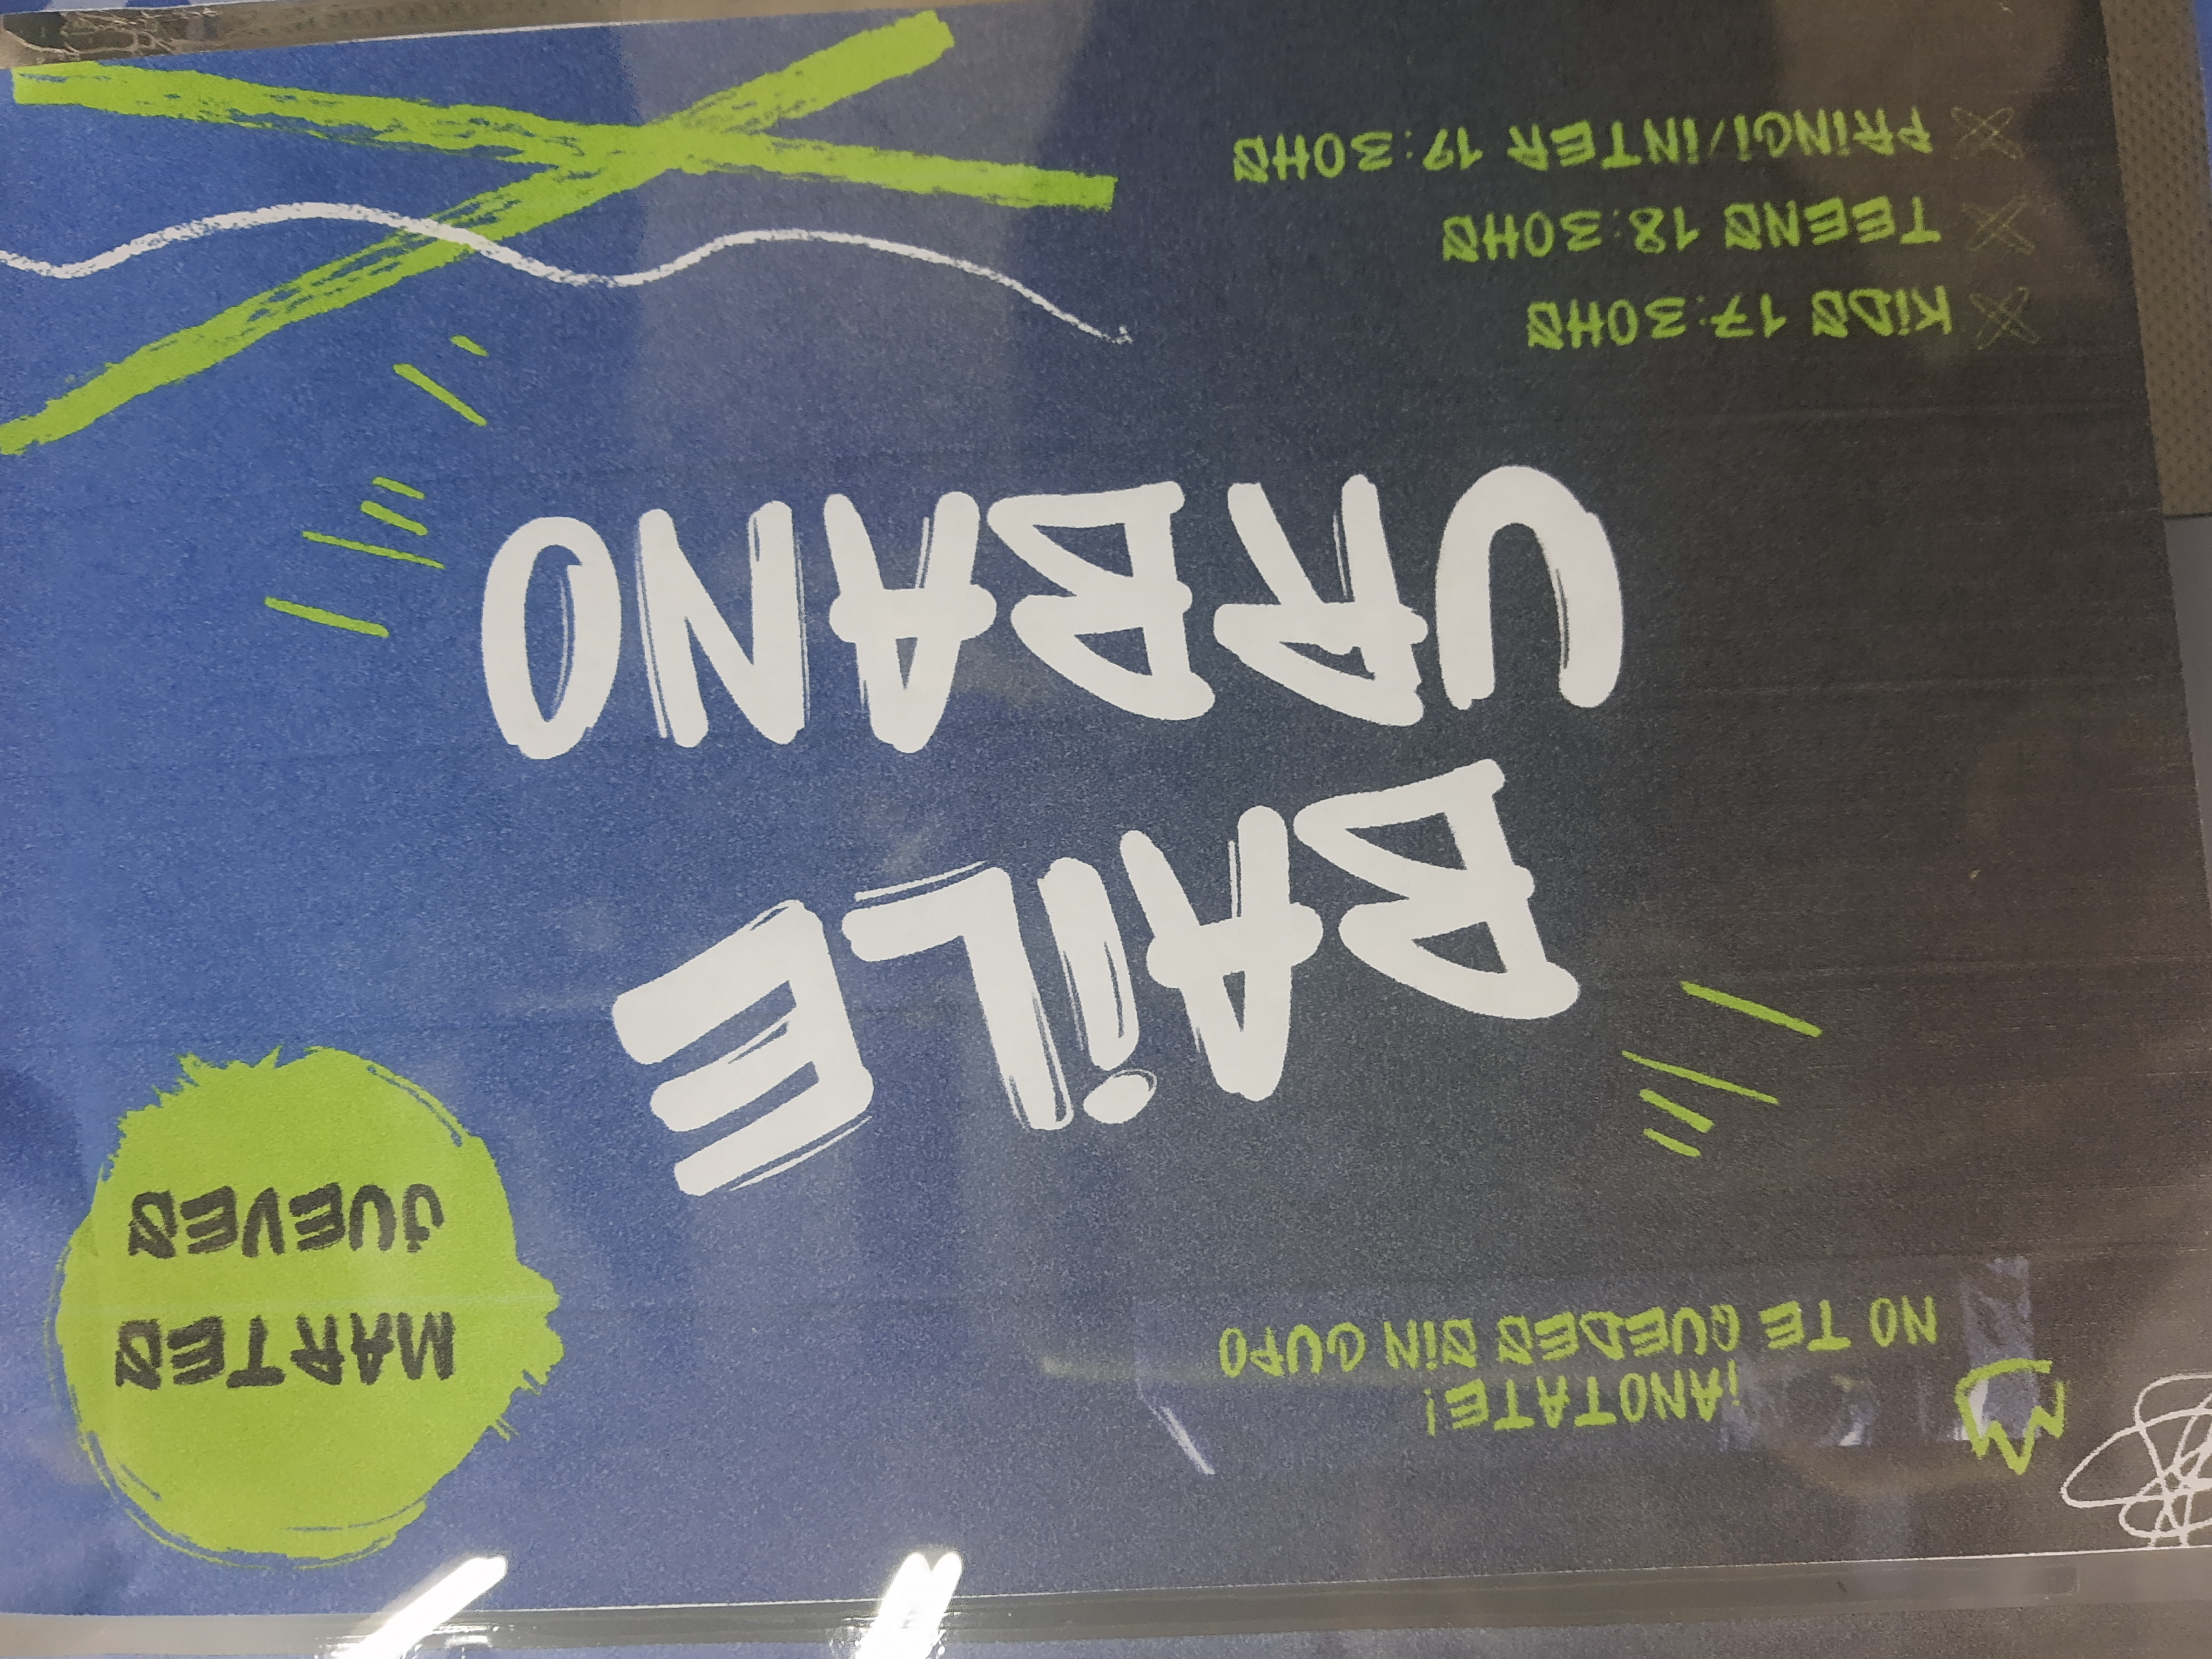 ¡ANOTATE!
NO TE QUEDES SIN CUPO
MARTES
JUEVES
BAiLE
URBANO
KiDS 17:30HS
TEENS 18:30HS
PRiNCi/iNTER 19:30HS